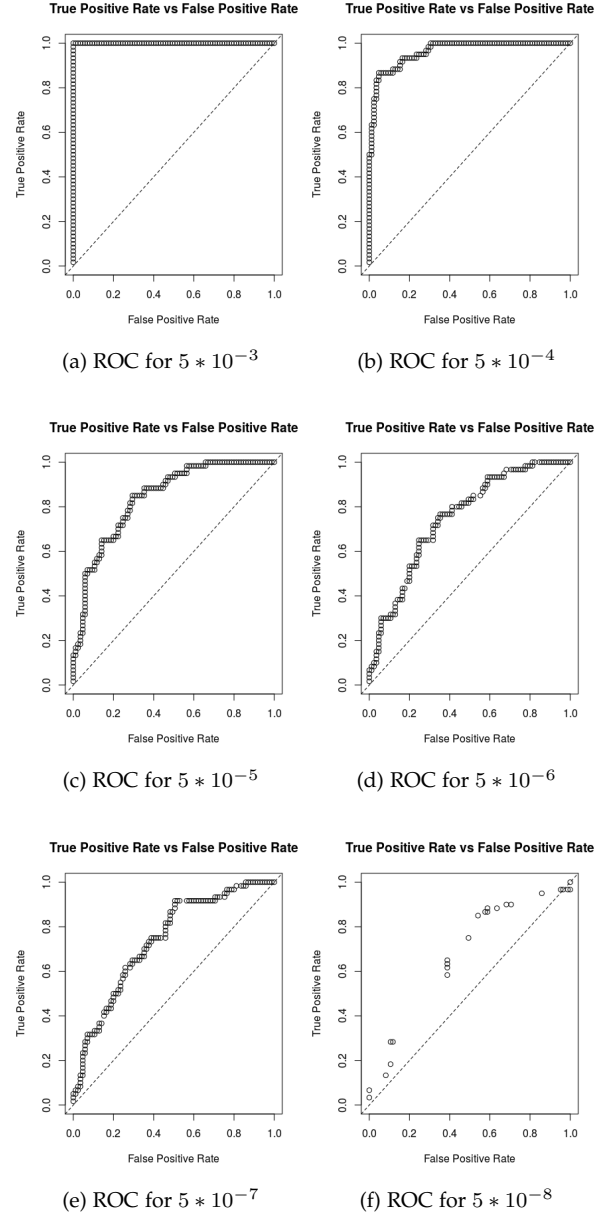 True Positive Rate vs False Positive Rate
True Positive Rate
0.0 0.2 0.4 0.6 0.8 1.0
0.0 0.2 0.4 0.6 0.8 1.0
False Positive Rate
(a) ROC for 5 ∗ 10⁻³
True Positive Rate vs False Positive Rate
True Positive Rate
0.0 0.2 0.4 0.6 0.8 1.0
0.0 0.2 0.4 0.6 0.8 1.0
False Positive Rate
(b) ROC for 5 ∗ 10⁻⁴
True Positive Rate vs False Positive Rate
True Positive Rate
0.0 0.2 0.4 0.6 0.8 1.0
0.0 0.2 0.4 0.6 0.8 1.0
False Positive Rate
(c) ROC for 5 ∗ 10⁻⁵
True Positive Rate vs False Positive Rate
True Positive Rate
0.0 0.2 0.4 0.6 0.8 1.0
0.0 0.2 0.4 0.6 0.8 1.0
False Positive Rate
(d) ROC for 5 ∗ 10⁻⁶
True Positive Rate vs False Positive Rate
True Positive Rate
0.0 0.2 0.4 0.6 0.8 1.0
0.0 0.2 0.4 0.6 0.8 1.0
False Positive Rate
(e) ROC for 5 ∗ 10⁻⁷
True Positive Rate vs False Positive Rate
True Positive Rate
0.0 0.2 0.4 0.6 0.8 1.0
0.0 0.2 0.4 0.6 0.8 1.0
False Positive Rate
(f) ROC for 5 ∗ 10⁻⁸